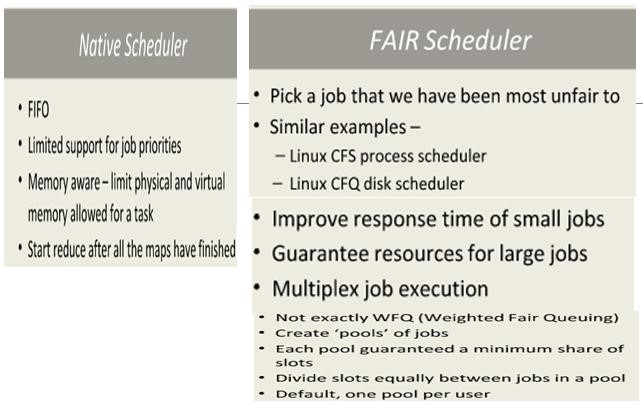 Native Scheduler
• FIFO
• Limited support for job priorities
• Memory aware – limit physical and virtual
memory allowed for a task
• Start reduce after all the maps have finished
FAIR Scheduler
• Pick a job that we have been most unfair to
• Similar examples –
– Linux CFS process scheduler
– Linux CFQ disk scheduler
• Improve response time of small jobs
• Guarantee resources for large jobs
• Multiplex job execution
• Not exactly WFQ (Weighted Fair Queuing)
• Create ‘pools’ of jobs
• Each pool guaranteed a minimum share of
slots
• Divide slots equally between jobs in a pool
• Default, one pool per user